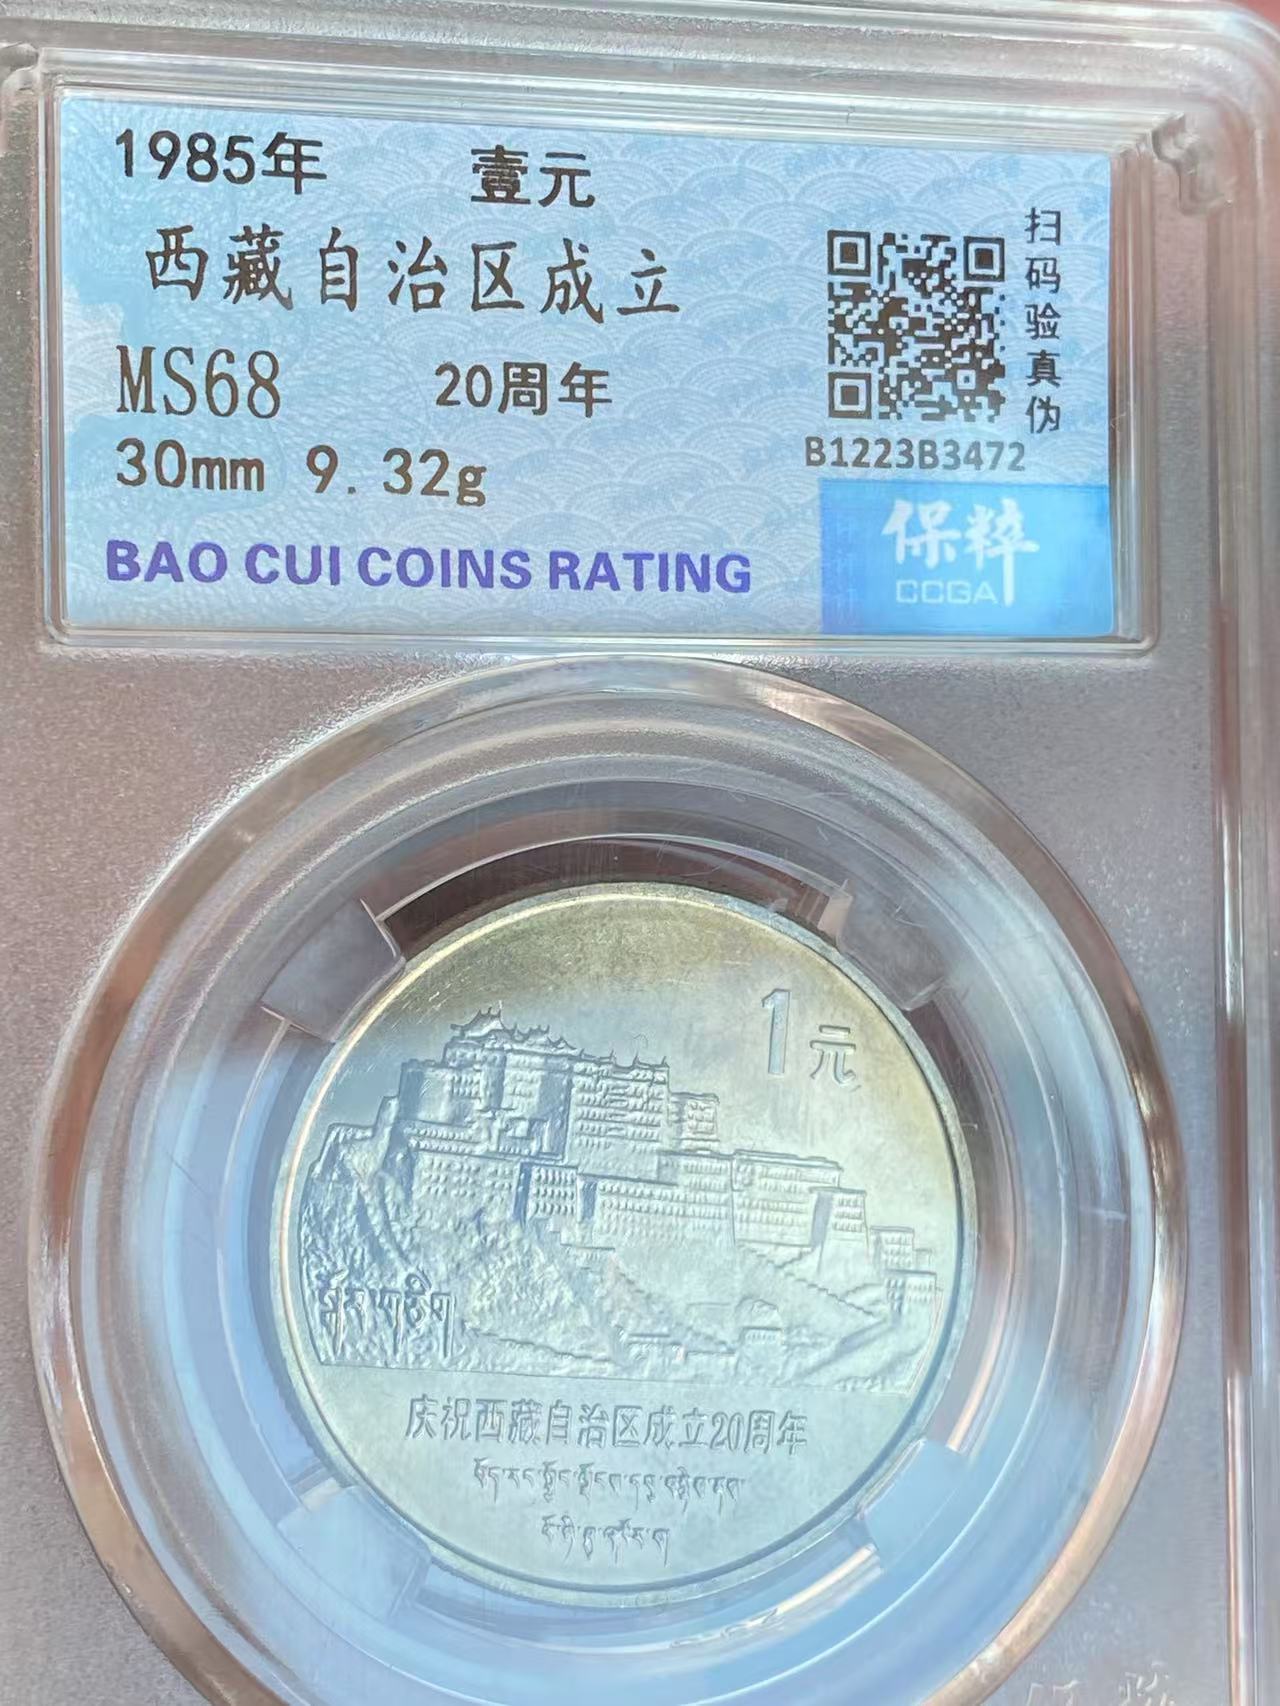 1985年 壹元
西藏自治区成立
MS68 20周年
30mm 9.32g
BAO CUI COINS RATING
扫码验真伪
B1223B3472
保粹
CCGA
1元
庆祝西藏自治区成立20周年